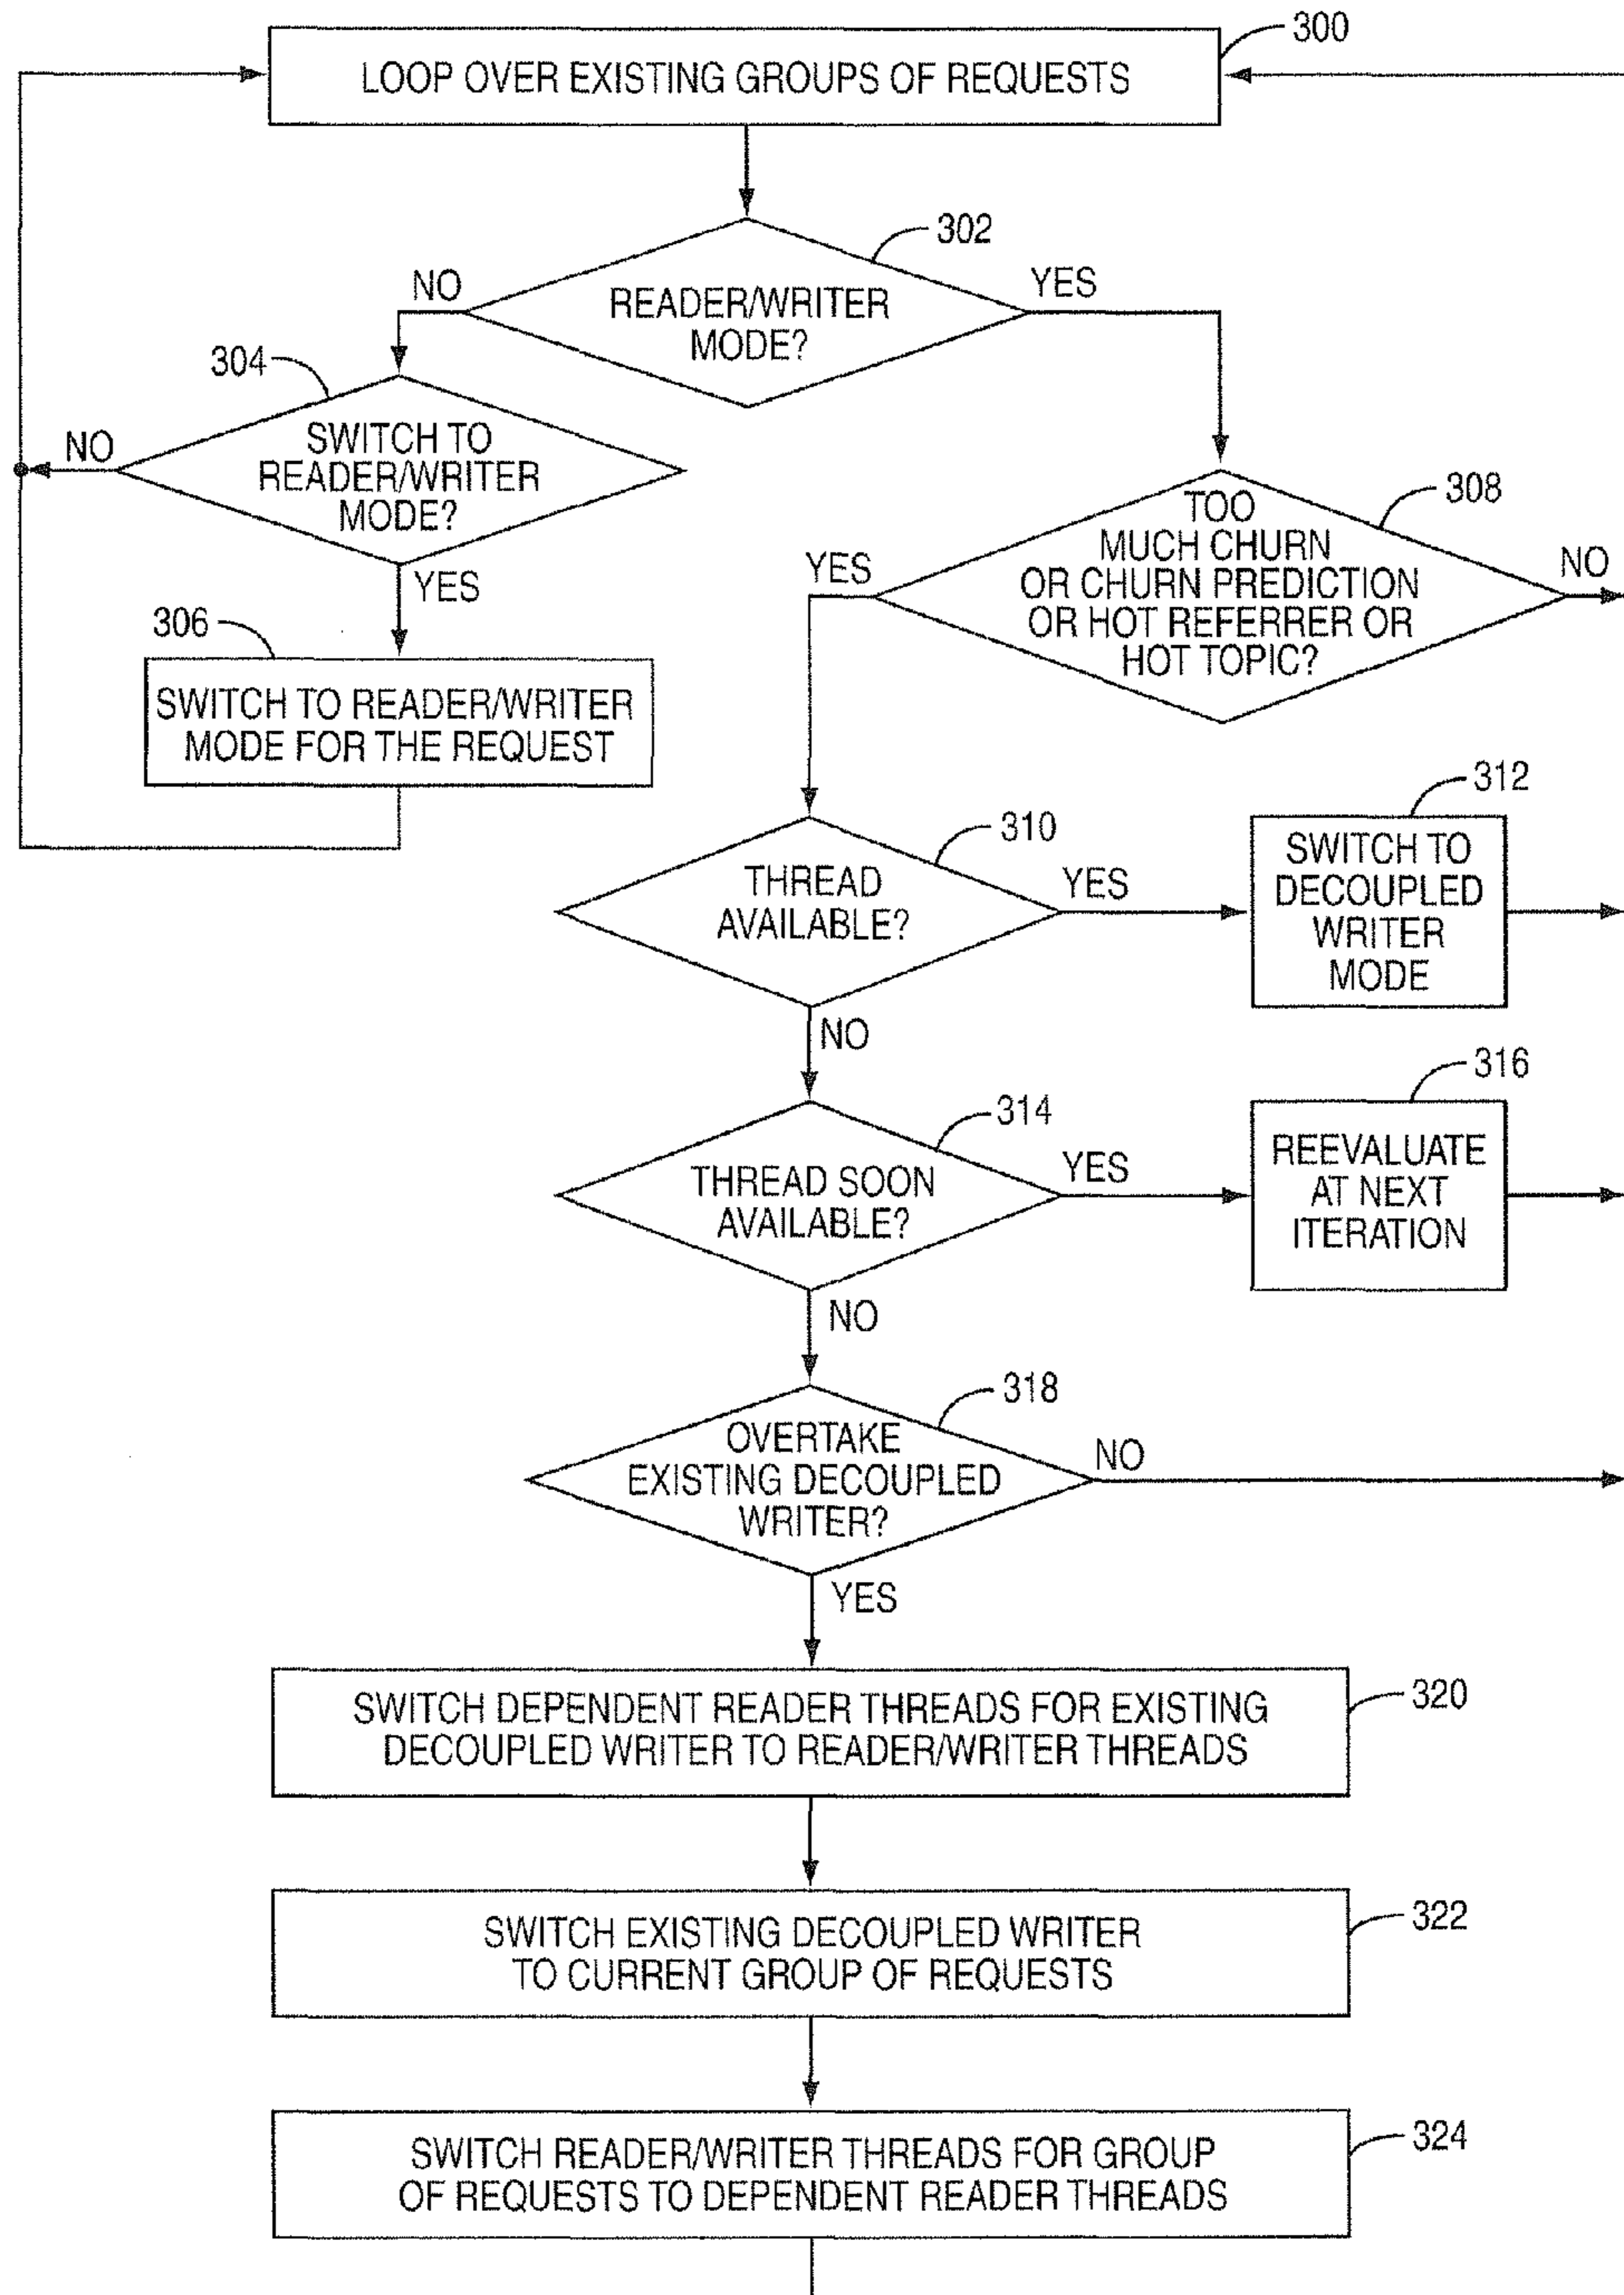 300
LOOP OVER EXISTING GROUPS OF REQUESTS
302
NO
YES
READER/WRITER
MODE?
304
NO
SWITCH TO
READER/WRITER
MODE?
YES
308
TOO
MUCH CHURN
OR CHURN PREDICTION
OR HOT REFERRER OR
HOT TOPIC?
YES
NO
306
SWITCH TO READER/WRITER
MODE FOR THE REQUEST
310
THREAD
AVAILABLE?
YES
312
SWITCH TO
DECOUPLED
WRITER
MODE
NO
314
THREAD SOON
AVAILABLE?
YES
316
REEVALUATE
AT NEXT
ITERATION
NO
318
OVERTAKE
EXISTING DECOUPLED
WRITER?
NO
YES
320
SWITCH DEPENDENT READER THREADS FOR EXISTING
DECOUPLED WRITER TO READER/WRITER THREADS
322
SWITCH EXISTING DECOUPLED WRITER
TO CURRENT GROUP OF REQUESTS
324
SWITCH READER/WRITER THREADS FOR GROUP
OF REQUESTS TO DEPENDENT READER THREADS